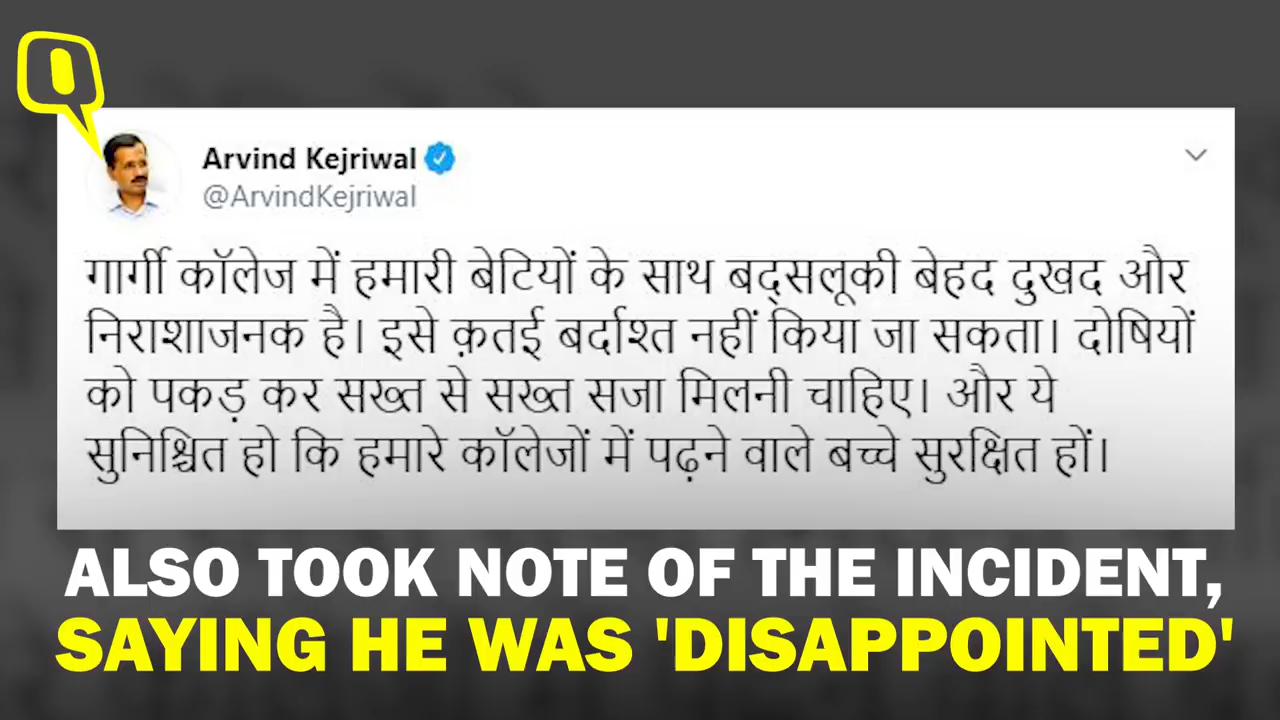 Arvind Kejriwal
@ArvindKejriwal
गार्गी कॉलेज में हमारी बेटियों के साथ बद्सलूकी बेहद दुखद और
निराशाजनक है। इसे क़तई बर्दाश्त नहीं किया जा सकता। दोषियों
को पकड़ कर सख्त से सख्त सजा मिलनी चाहिए। और ये
सुनिश्चित हो कि हमारे कॉलेजों में पढ़ने वाले बच्चे सुरक्षित हों।
ALSO TOOK NOTE OF THE INCIDENT,
SAYING HE WAS 'DISAPPOINTED'